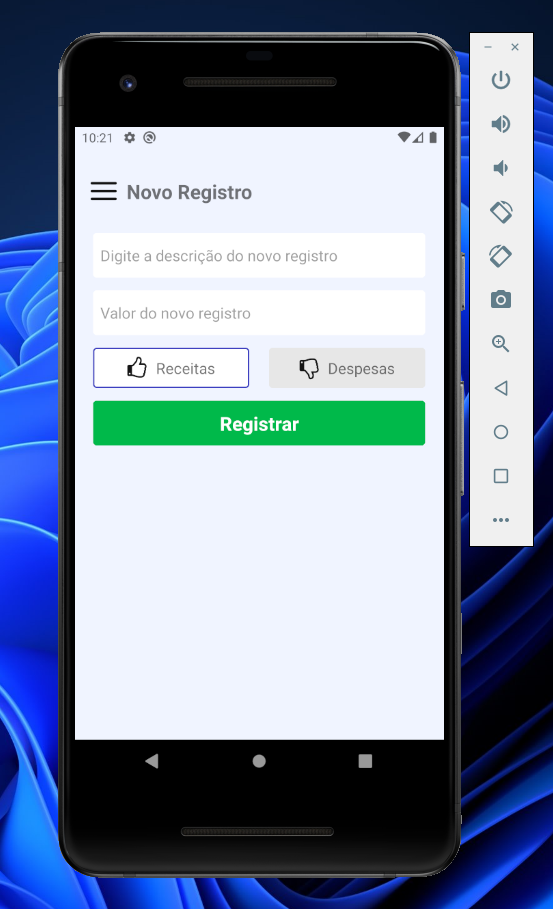 10:21
Novo Registro
Digite a descrição do novo registro
Valor do novo registro
Receitas Despesas
Registrar